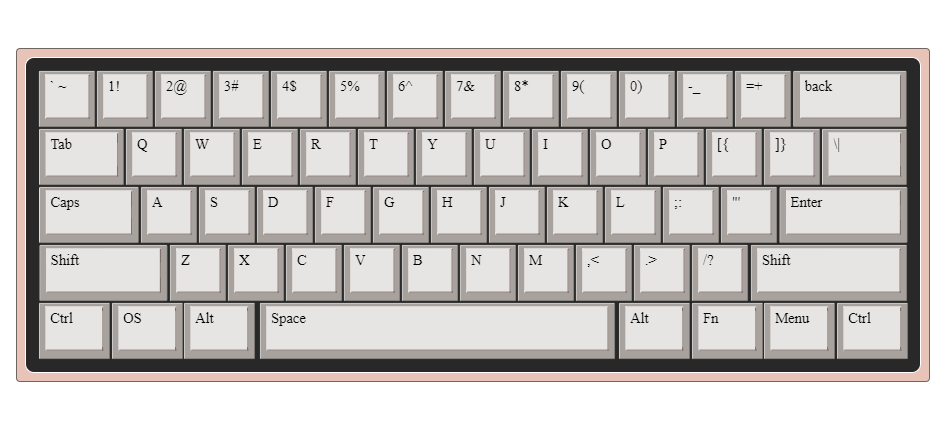 ` ~ 1! 2@ 3# 4$ 5% 6^ 7& 8* 9( 0) -_ =+ back
Tab Q W E R T Y U I O P [{ ]} \|
Caps A S D F G H J K L ;: '" Enter
Shift Z X C V B N M ,< .> /? Shift
Ctrl OS Alt Space Alt Fn Menu Ctrl